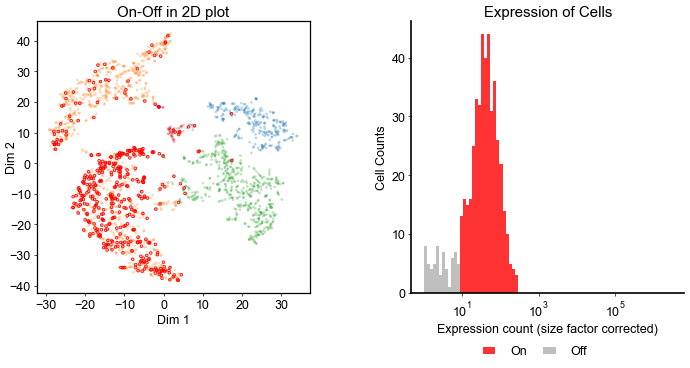 On-Off in 2D plot
Expression of Cells
40
30
20
10
0
−10
−20
−30
−40
Dim 2
−30 −20 −10 0 10 20 30
Dim 1
40
30
20
10
0
Cell Counts
10^1 10^3 10^5
Expression count (size factor corrected)
On Off